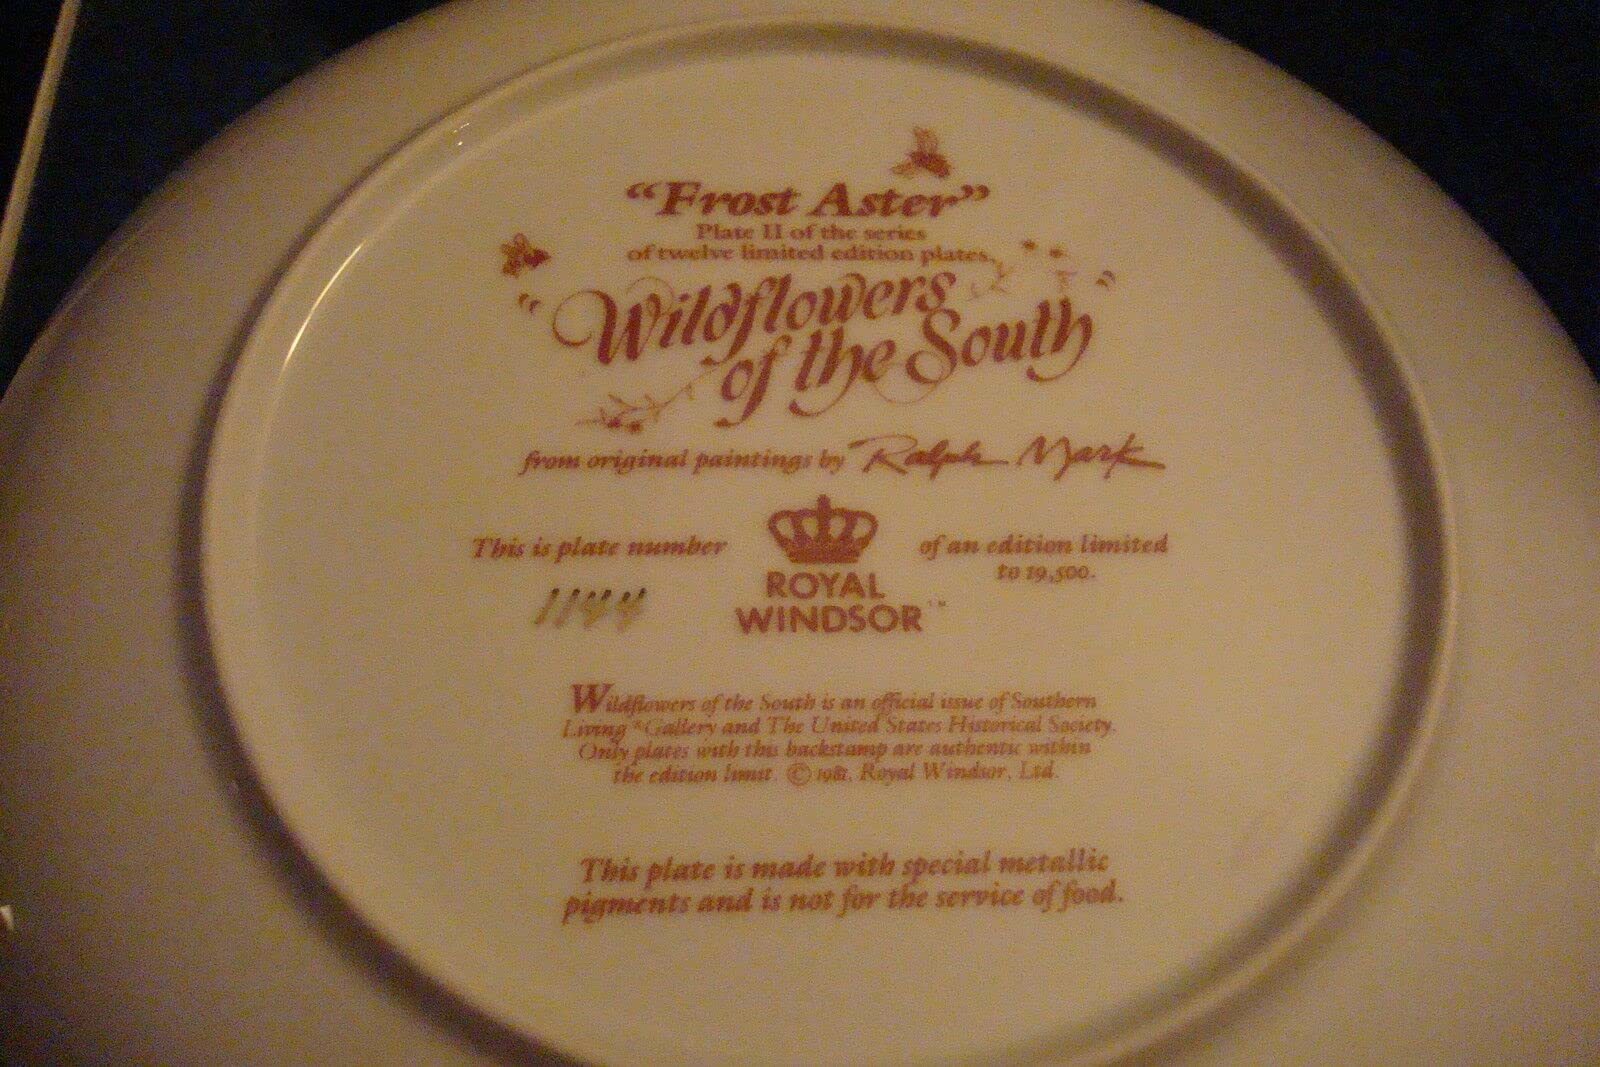 “Frost Aster”
Plate II of the series
of twelve limited edition plates,
"Wildflowers
of the South"
from original paintings by Ralph Mark
This is plate number
1144
ROYAL
WINDSOR™
of an edition limited
to 19,500.
Wildflowers of the South is an official issue of Southern
Living® Gallery and The United States Historical Society.
Only plates with this backstamp are authentic within
the edition limit. © Royal Windsor, Ltd.
This plate is made with special metallic
pigments and is not for the service of food.